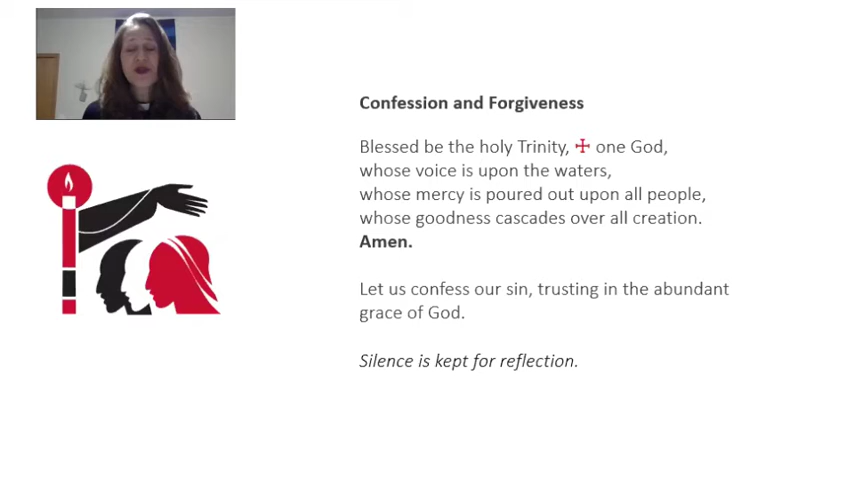 Confession and Forgiveness
Blessed be the holy Trinity, ☩ one God,
whose voice is upon the waters,
whose mercy is poured out upon all people,
whose goodness cascades over all creation.
Amen.
Let us confess our sin, trusting in the abundant
grace of God.
Silence is kept for reflection.